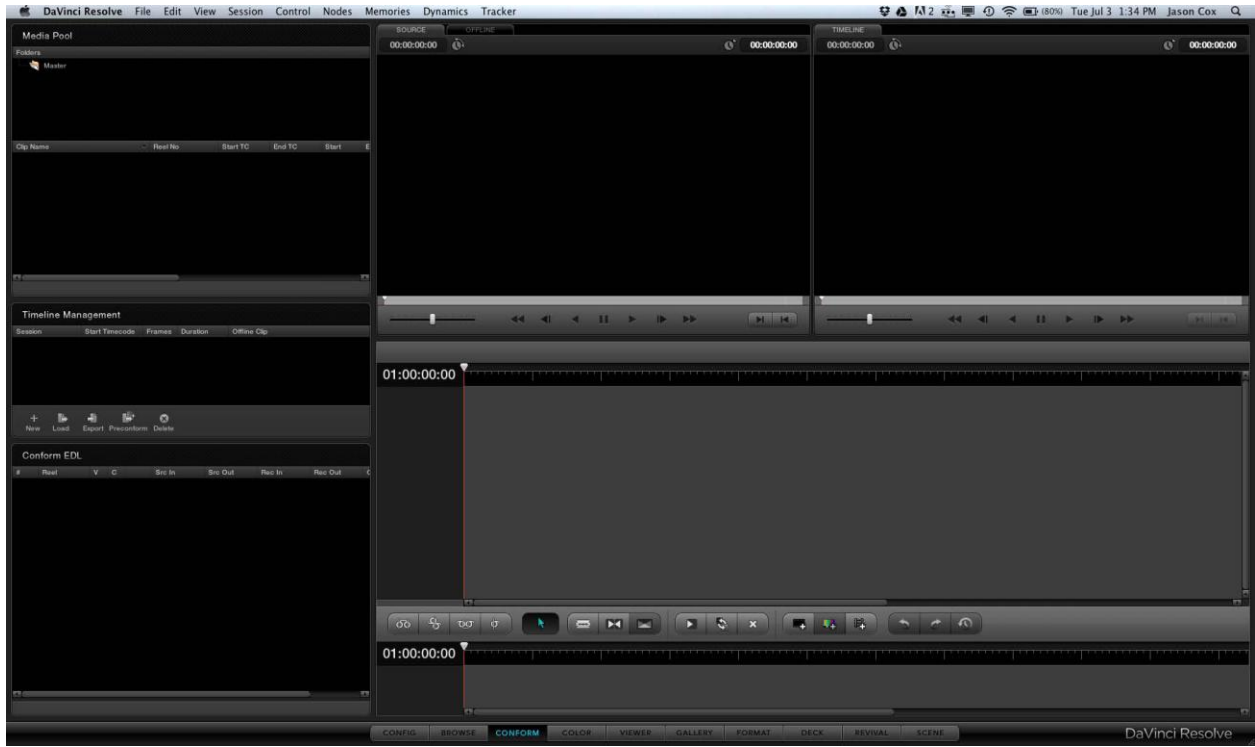 DaVinci Resolve File Edit View Session Control Nodes Memories Dynamics Tracker
2 (80%) Tue Jul 3 1:34 PM Jason Cox
Media Pool
Folders
Master
Clip Name Reel No Start TC End TC Start E
SOURCE OFFLINE
00:00:00:00 00:00:00:00
TIMELINE
00:00:00:00 00:00:00:00
Timeline Management
Session Start Timecode Frames Duration Offline Clip
New Load Export Preconform Delete
Conform EDL
# Reel V C Src In Src Out Rec In Rec Out C
01:00:00:00
01:00:00:00
CONFIG BROWSE CONFORM COLOR VIEWER GALLERY FORMAT DECK REVIVAL SCENE
DaVinci Resolve